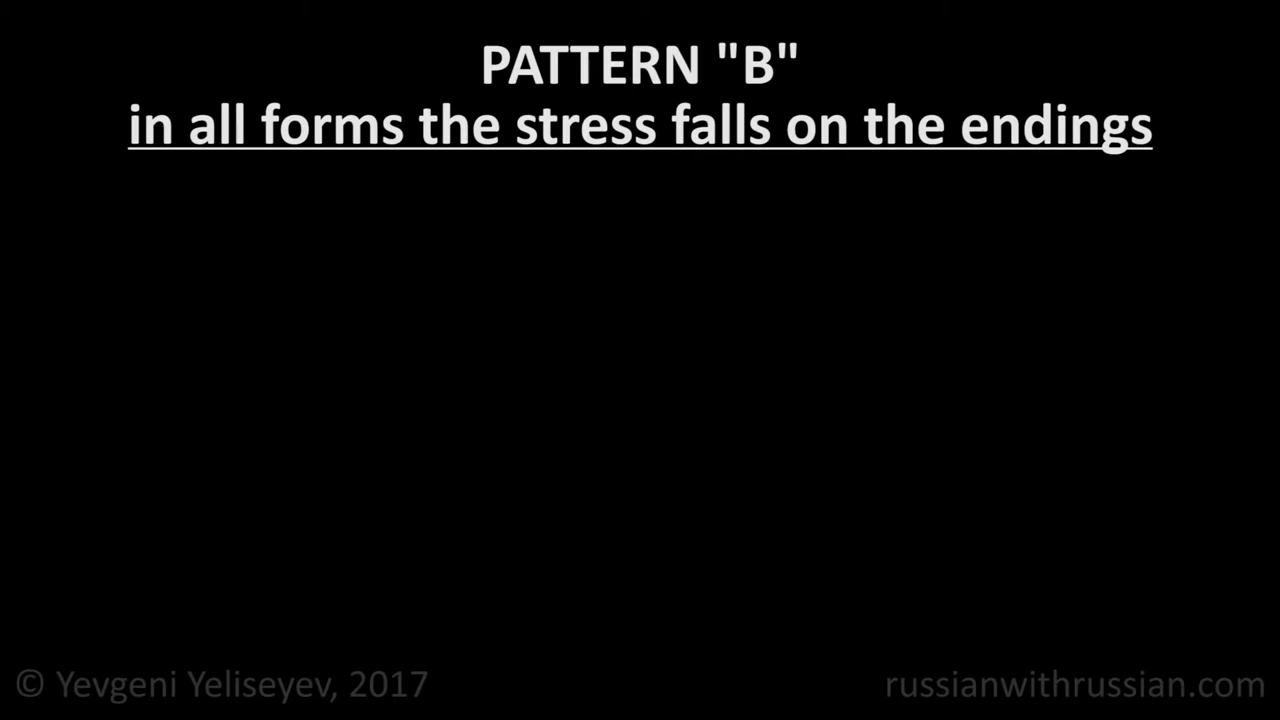 PATTERN "B"
in all forms the stress falls on the endings
© Yevgeni Yeliseyev, 2017
russianwithrussian.com